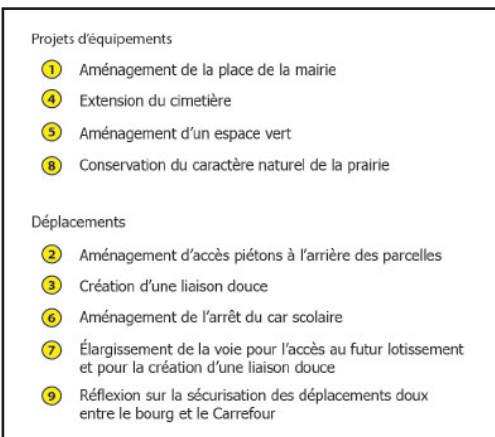 Projets d'équipements
1 Aménagement de la place de la mairie
4 Extension du cimetière
5 Aménagement d'un espace vert
8 Conservation du caractère naturel de la prairie
Déplacements
2 Aménagement d'accès piétons à l'arrière des parcelles
3 Création d'une liaison douce
6 Aménagement de l'arrêt du car scolaire
7 Élargissement de la voie pour l'accès au futur lotissement
et pour la création d'une liaison douce
9 Réflexion sur la sécurisation des déplacements doux
entre le bourg et le Carrefour